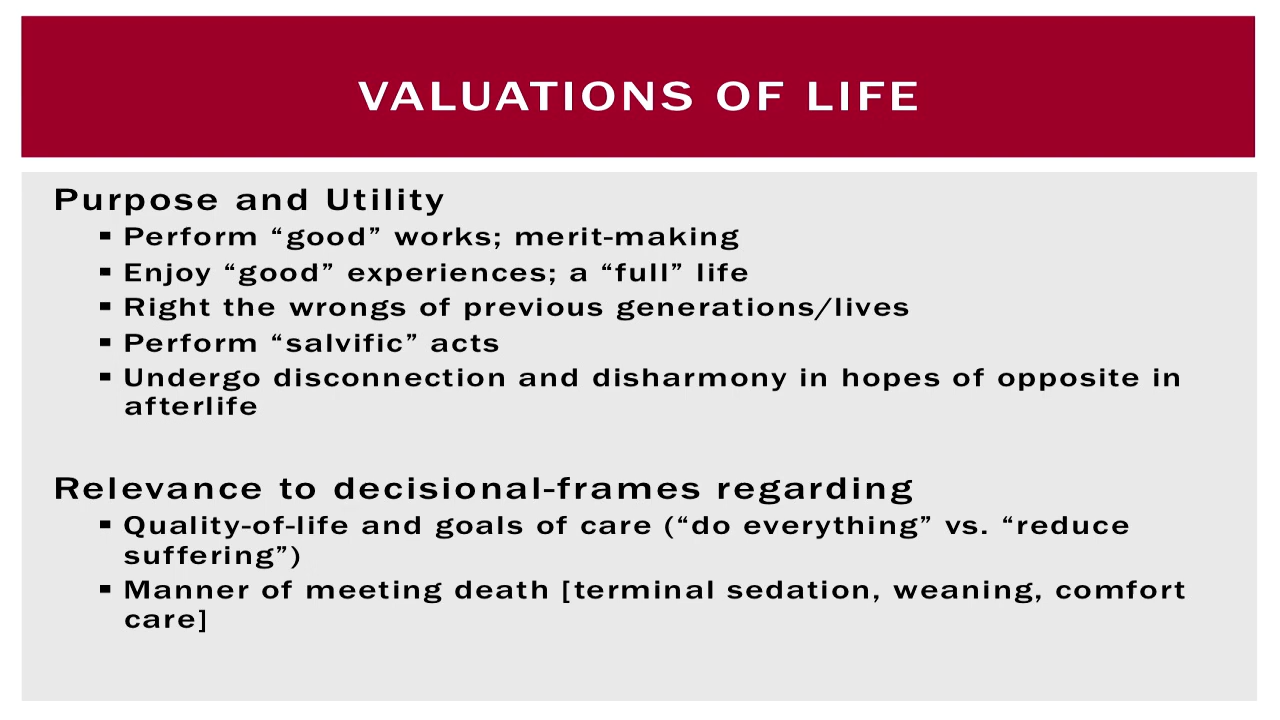 VALUATIONS OF LIFE
Purpose and Utility
▪ Perform “good” works; merit-making
▪ Enjoy “good” experiences; a “full” life
▪ Right the wrongs of previous generations/lives
▪ Perform “salvific” acts
▪ Undergo disconnection and disharmony in hopes of opposite in
afterlife
Relevance to decisional-frames regarding
▪ Quality-of-life and goals of care (“do everything” vs. “reduce
suffering”)
▪ Manner of meeting death [terminal sedation, weaning, comfort
care]